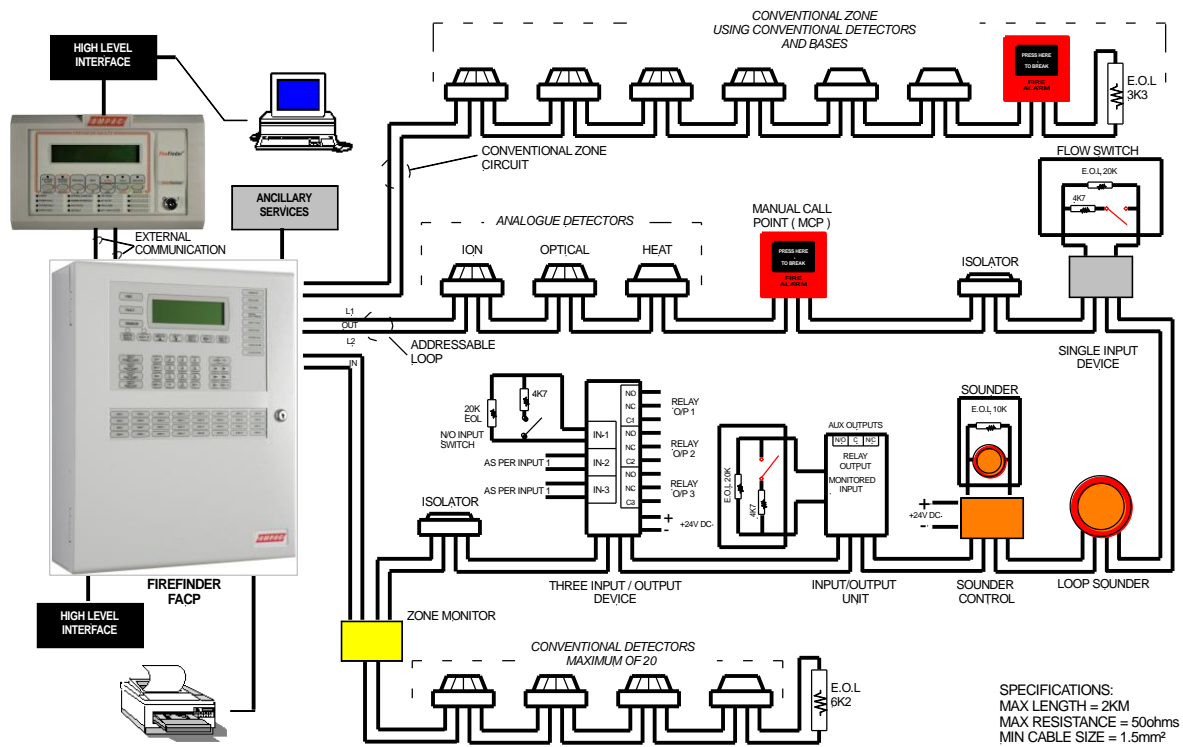 CONVENTIONAL ZONE
USING CONVENTIONAL DETECTORS
AND BASES
HIGH LEVEL
INTERFACE
PRESS HERE
TO BREAK
FIRE
ALARM
E.O.L
3K3
AMPAC
FireFinder
CONVENTIONAL ZONE
CIRCUIT
FLOW SWITCH
E.O.L 20K
4K7
ANCILLARY
SERVICES
EXTERNAL
COMMUNICATION
ANALOGUE DETECTORS
ION
OPTICAL
HEAT
MANUAL CALL
POINT ( MCP )
PRESS HERE
TO BREAK
FIRE
ALARM
ISOLATOR
L1
OUT
L2
IN
ADDRESSABLE
LOOP
SINGLE INPUT
DEVICE
20K
EOL
4K7
N/O INPUT
SWITCH
AS PER INPUT 1
AS PER INPUT 1
IN-1
IN-2
IN-3
NO
NC
C1
NO
NC
C2
NO
NC
C3
RELAY
O/P 1
RELAY
O/P 2
RELAY
O/P 3
+
-
+24V DC-
E.O.L 20K
4K7
AUX OUTPUTS
N/O C N/C
RELAY
OUTPUT
MONITORED
INPUT
SOUNDER
E.O.L 10K
+
+24V DC-
-
ISOLATOR
AMPAC
FIREFINDER
FACP
THREE INPUT / OUTPUT
DEVICE
INPUT/OUTPUT
UNIT
SOUNDER
CONTROL
LOOP SOUNDER
HIGH LEVEL
INTERFACE
ZONE MONITOR
CONVENTIONAL DETECTORS
MAXIMUM OF 20
E.O.L
6K2
SPECIFICATIONS:
MAX LENGTH = 2KM
MAX RESISTANCE = 50ohms
MIN CABLE SIZE = 1.5mm²